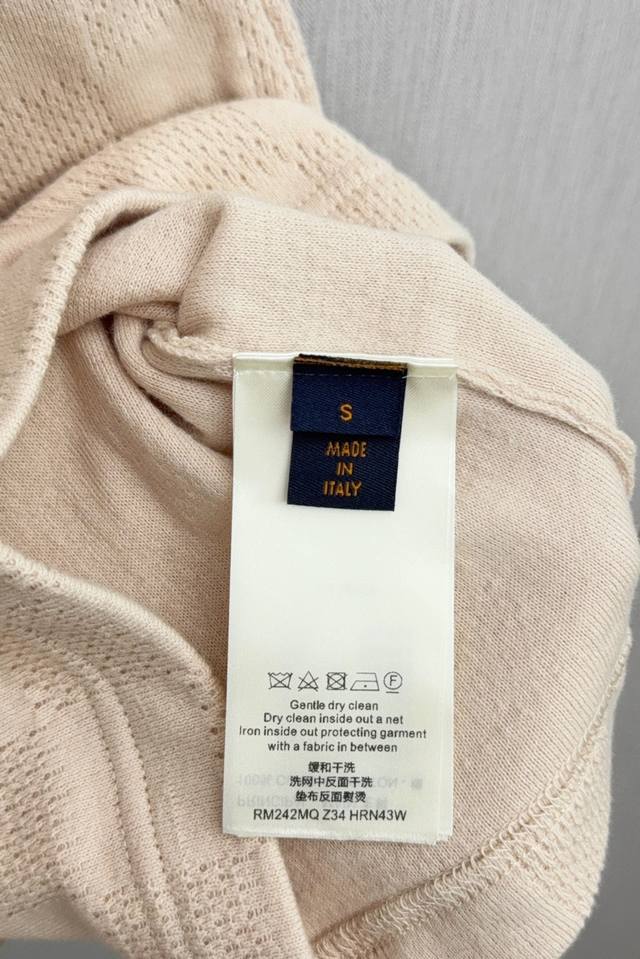 S
MADE
IN
ITALY
F
Gentle dry clean
Dry clean inside out a net
Iron inside out protecting garment
with a fabric in between
缓和干洗
洗网中反面干洗
垫布反面熨烫
RM242MQ Z34 HRN43W